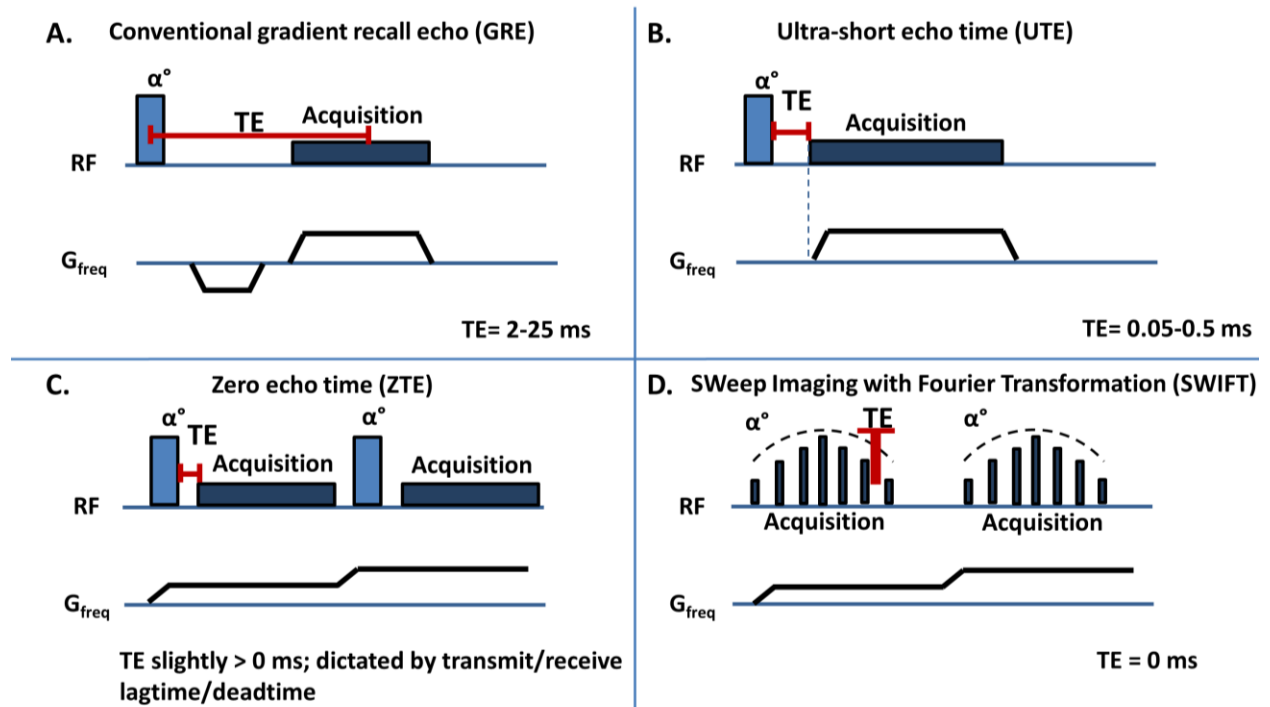 A. Conventional gradient recall echo (GRE)
α°
TE
Acquisition
RF
Gfreq
TE= 2-25 ms
B. Ultra-short echo time (UTE)
α°
TE
Acquisition
RF
Gfreq
TE= 0.05-0.5 ms
C. Zero echo time (ZTE)
α° α°
TE
Acquisition Acquisition
RF
Gfreq
TE slightly > 0 ms; dictated by transmit/receive
lagtime/deadtime
D. SWeep Imaging with Fourier Transformation (SWIFT)
α° TE α°
RF
Acquisition Acquisition
Gfreq
TE = 0 ms